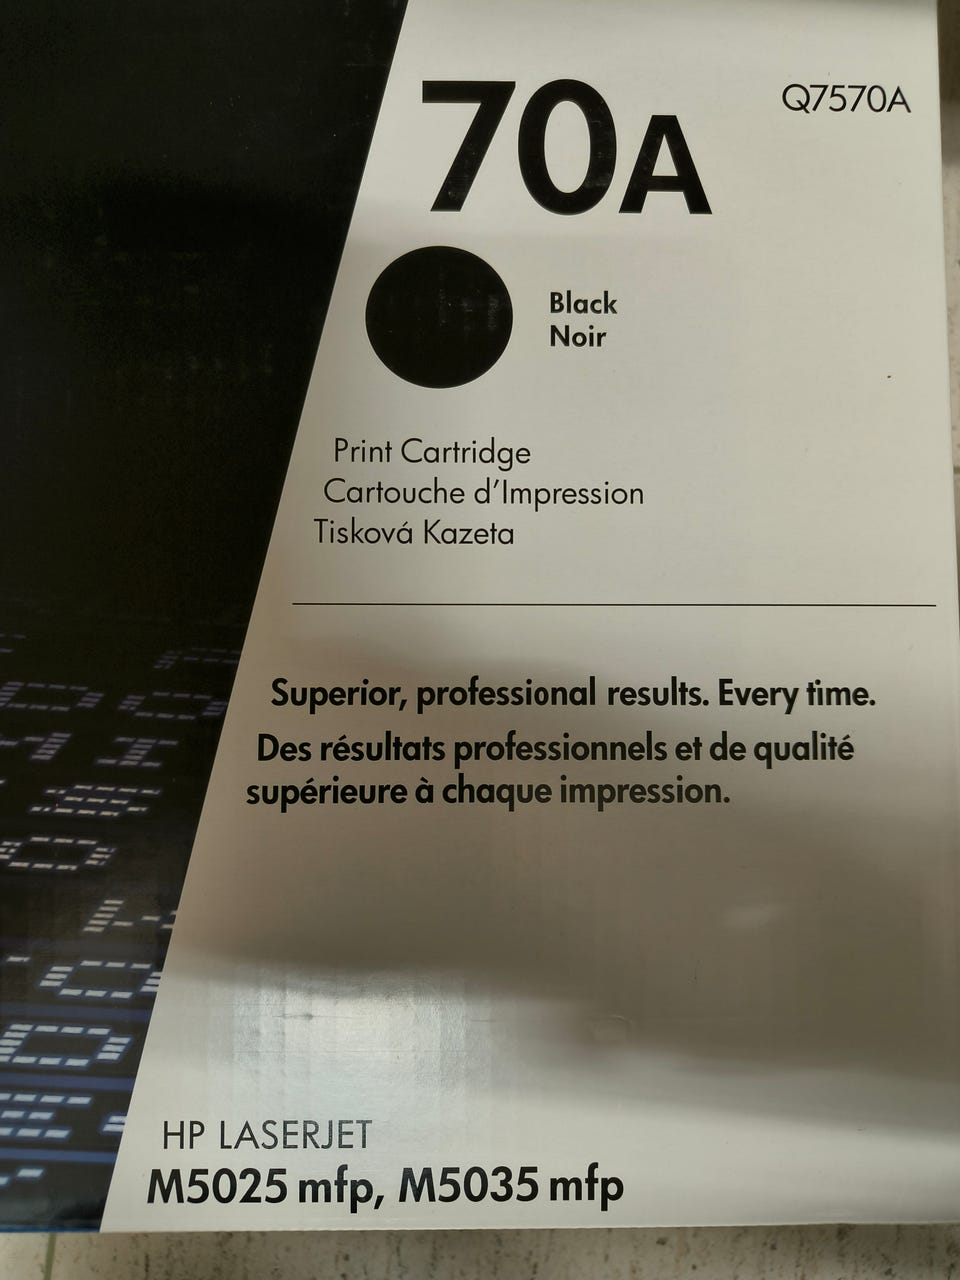 70A
Q7570A
Black
Noir
Print Cartridge
Cartouche d'Impression
Tisková Kazeta
Superior, professional results. Every time.
Des résultats professionnels et de qualité
supérieure à chaque impression.
HP LASERJET
M5025 mfp, M5035 mfp